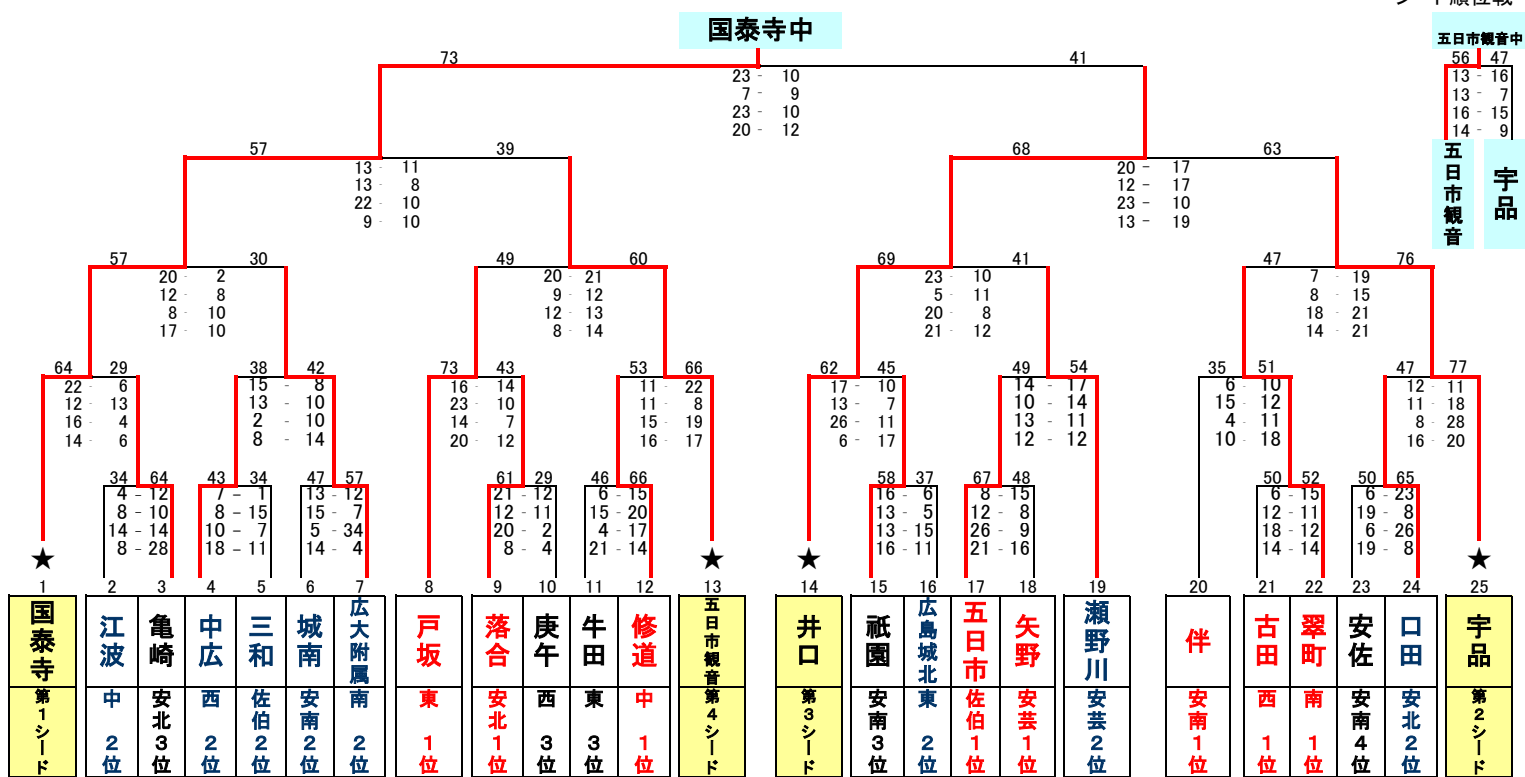 シード順位戦
国泰寺中
五日市観音中
73 41
23 - 10
7 - 9
23 - 10
20 - 12
56 47
13 - 16
13 - 7
16 - 15
14 - 9
五日市観音
宇品
57 39
13 - 11
13 - 8
22 - 10
9 - 10
68 63
20 - 17
12 - 17
23 - 10
13 - 19
57 30
20 - 2
12 - 8
8 - 10
17 - 10
49 60
20 - 21
9 - 12
12 - 13
8 - 14
69 41
23 - 10
5 - 11
20 - 8
21 - 12
47 76
7 - 19
8 - 15
18 - 21
14 - 21
64 29
22 - 6
12 - 13
16 - 4
14 - 6
38 42
15 - 8
13 - 10
2 - 10
8 - 14
73 43
16 - 14
23 - 10
14 - 7
20 - 12
53 66
11 - 22
11 - 8
15 - 19
16 - 17
62 45
17 - 10
13 - 7
26 - 11
6 - 17
49 54
14 - 17
10 - 14
13 - 11
12 - 12
35 51
6 - 10
15 - 12
4 - 11
10 - 18
47 77
12 - 11
11 - 18
8 - 28
16 - 20
34 64
4 - 12
8 - 10
14 - 14
8 - 28
43 34
7 - 1
8 - 15
10 - 7
18 - 11
47 57
13 - 12
15 - 7
5 - 34
14 - 4
61 29
21 - 12
12 - 11
20 - 2
8 - 4
46 66
6 - 15
15 - 20
4 - 17
21 - 14
58 37
16 - 6
13 - 5
13 - 15
16 - 11
67 48
8 - 15
12 - 8
26 - 9
21 - 16
50 52
6 - 15
12 - 11
18 - 12
14 - 14
50 65
6 - 23
19 - 8
6 - 26
19 - 8
★ ★ ★ ★
1 2 3 4 5 6 7 8 9 10 11 12 13 14 15 16 17 18 19 20 21 22 23 24 25
国泰寺
第1シード
江波
中 2位
亀崎
安北3位
中広
西 2位
三和
佐伯2位
城南
安南2位
広大附属
南 2位
戸坂
東 1位
落合
安北1位
庚午
西 3位
牛田
東 3位
修道
中 1位
五日市観音
第4シード
井口
第3シード
祇園
安南3位
広島城北
東 2位
五日市
佐伯1位
矢野
安芸1位
瀬野川
安芸2位
伴
安南1位
古田
西 1位
翠町
南 1位
安佐
安南4位
口田
安北2位
宇品
第2シード